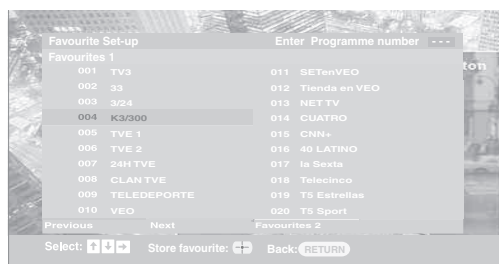 Favourite Set-up Enter Programme number ---
Favourites 1
001 TV3
002 33
003 3/24
004 K3/300
005 TVE 1
006 TVE 2
007 24H TVE
008 CLAN TVE
009 TELEDEPORTE
010 VEO
011 SETenVEO
012 Tienda en VEO
013 NET TV
014 CUATRO
015 CNN+
016 40 LATINO
017 la Sexta
018 Telecinco
019 T5 Estrellas
020 T5 Sport
Previous Next Favourites 2
Select: Store favourite: Back: RETURN
ton